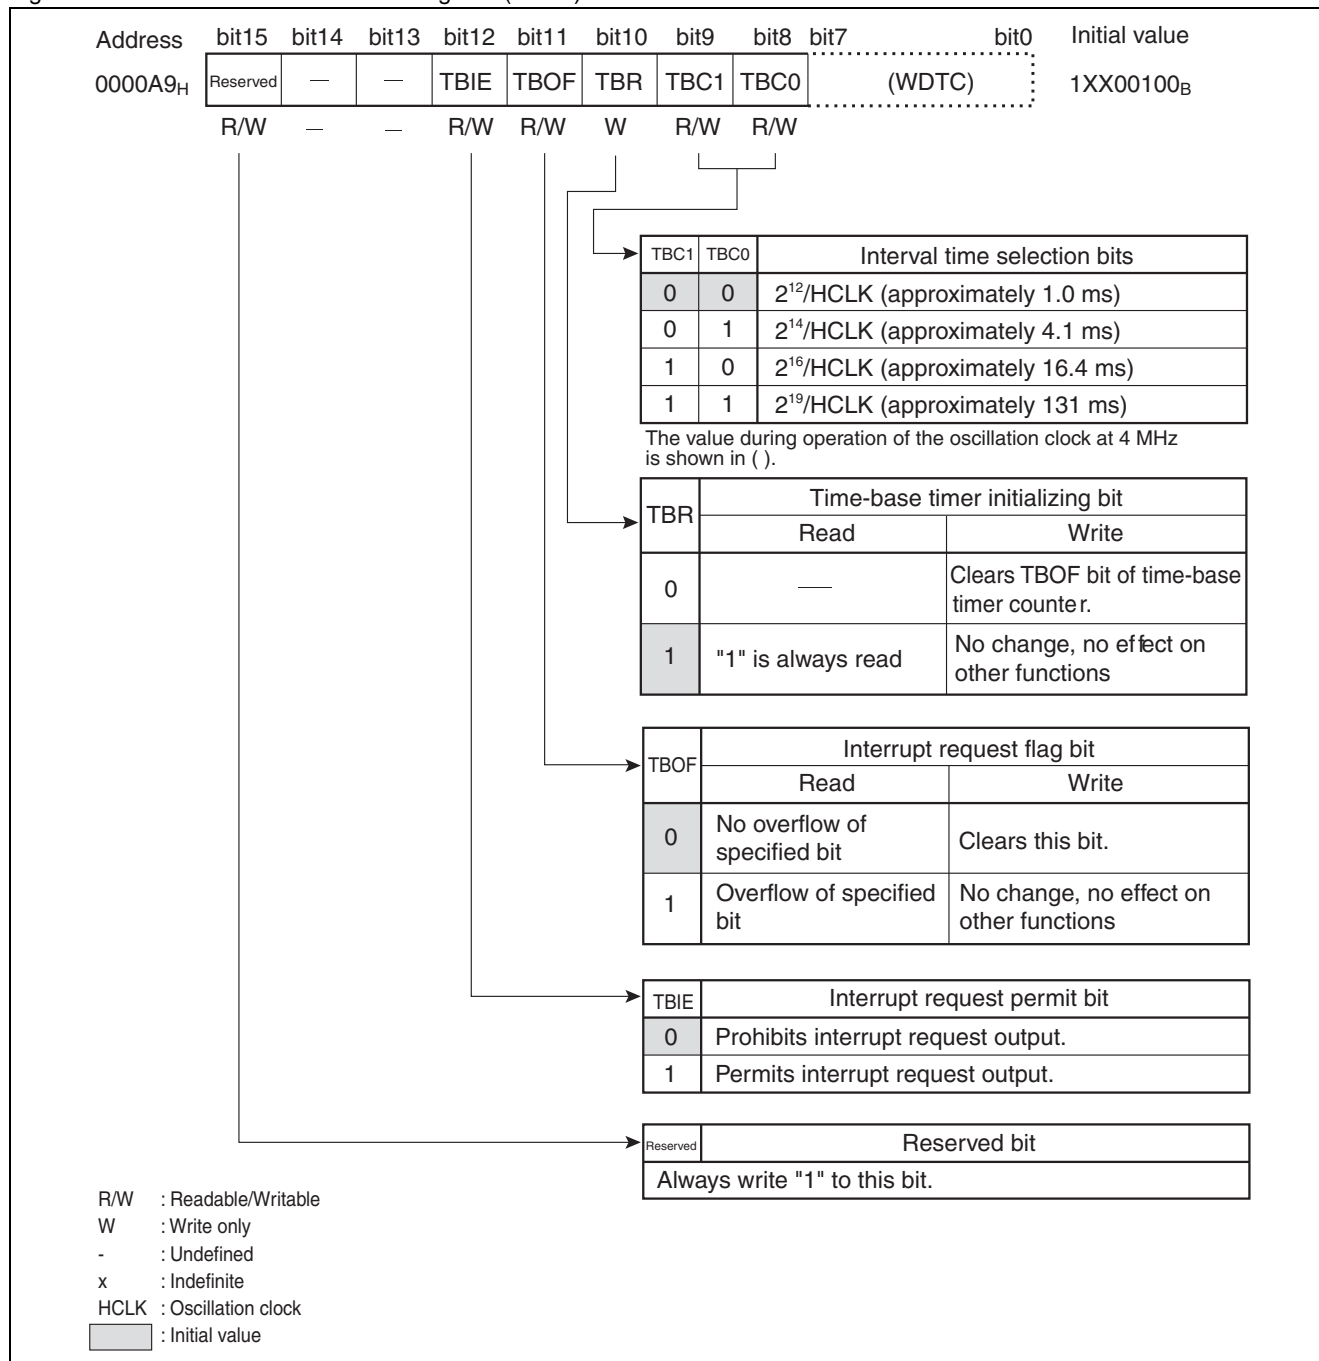 Address bit15 bit14 bit13 bit12 bit11 bit10 bit9 bit8 bit7 bit0 Initial value
0000A9H Reserved — — TBIE TBOF TBR TBC1 TBC0 (WDTC) 1XX00100B
R/W — — R/W R/W W R/W R/W
TBC1 TBC0 Interval time selection bits
0 0 2^12/HCLK (approximately 1.0 ms)
0 1 2^14/HCLK (approximately 4.1 ms)
1 0 2^16/HCLK (approximately 16.4 ms)
1 1 2^19/HCLK (approximately 131 ms)
The value during operation of the oscillation clock at 4 MHz
is shown in ( ).
TBR Time-base timer initializing bit
Read Write
0 — Clears TBOF bit of time-base
timer counter.
1 "1" is always read No change, no effect on
other functions
TBOF Interrupt request flag bit
Read Write
0 No overflow of
specified bit Clears this bit.
1 Overflow of specified
bit No change, no effect on
other functions
TBIE Interrupt request permit bit
0 Prohibits interrupt request output.
1 Permits interrupt request output.
Reserved Reserved bit
Always write "1" to this bit.
R/W : Readable/Writable
W : Write only
- : Undefined
x : Indefinite
HCLK : Oscillation clock
: Initial value